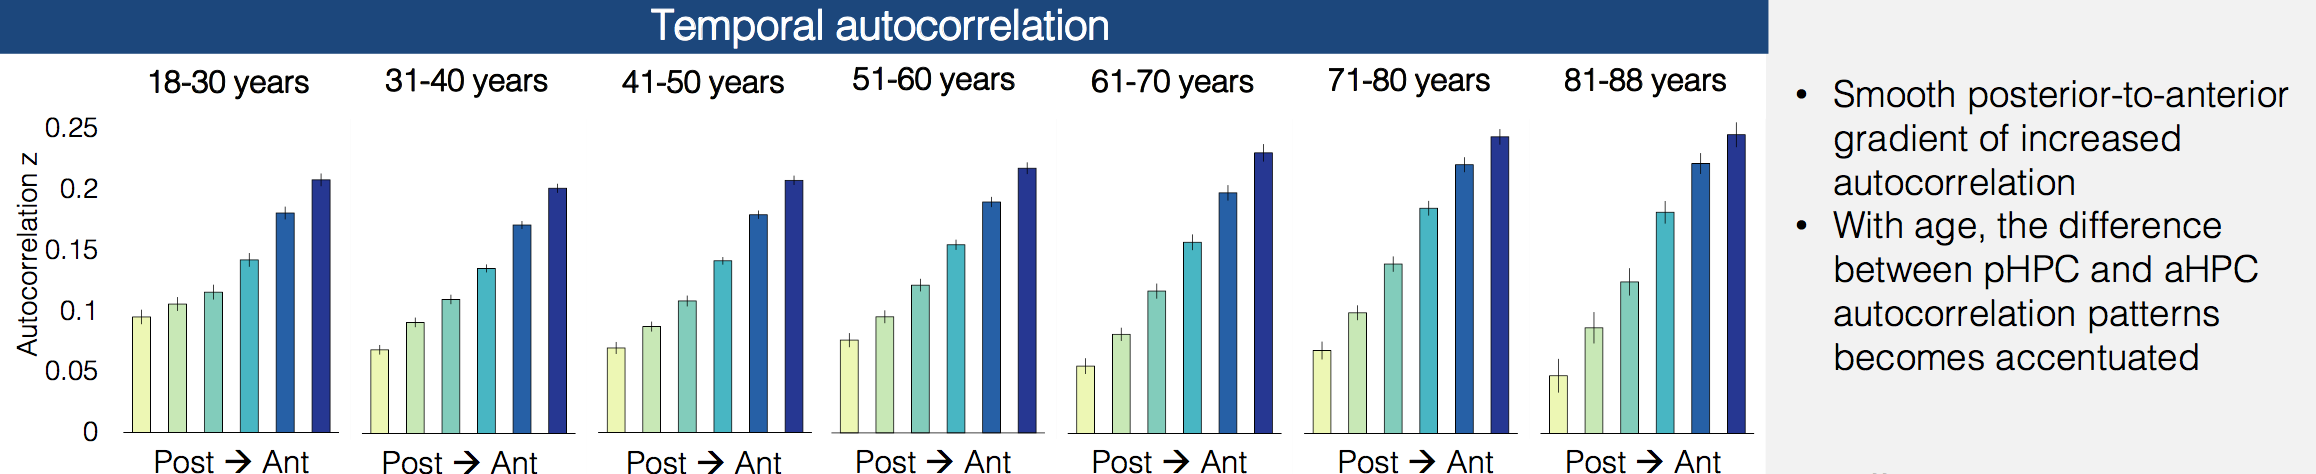 Temporal autocorrelation
18-30 years
31-40 years
41-50 years
51-60 years
61-70 years
71-80 years
81-88 years
Autocorrelation z
0.25
0.2
0.15
0.1
0.05
0
Post → Ant
Post → Ant
Post → Ant
Post → Ant
Post → Ant
Post → Ant
Post → Ant
• Smooth posterior-to-anterior
gradient of increased
autocorrelation
• With age, the difference
between pHPC and aHPC
autocorrelation patterns
becomes accentuated